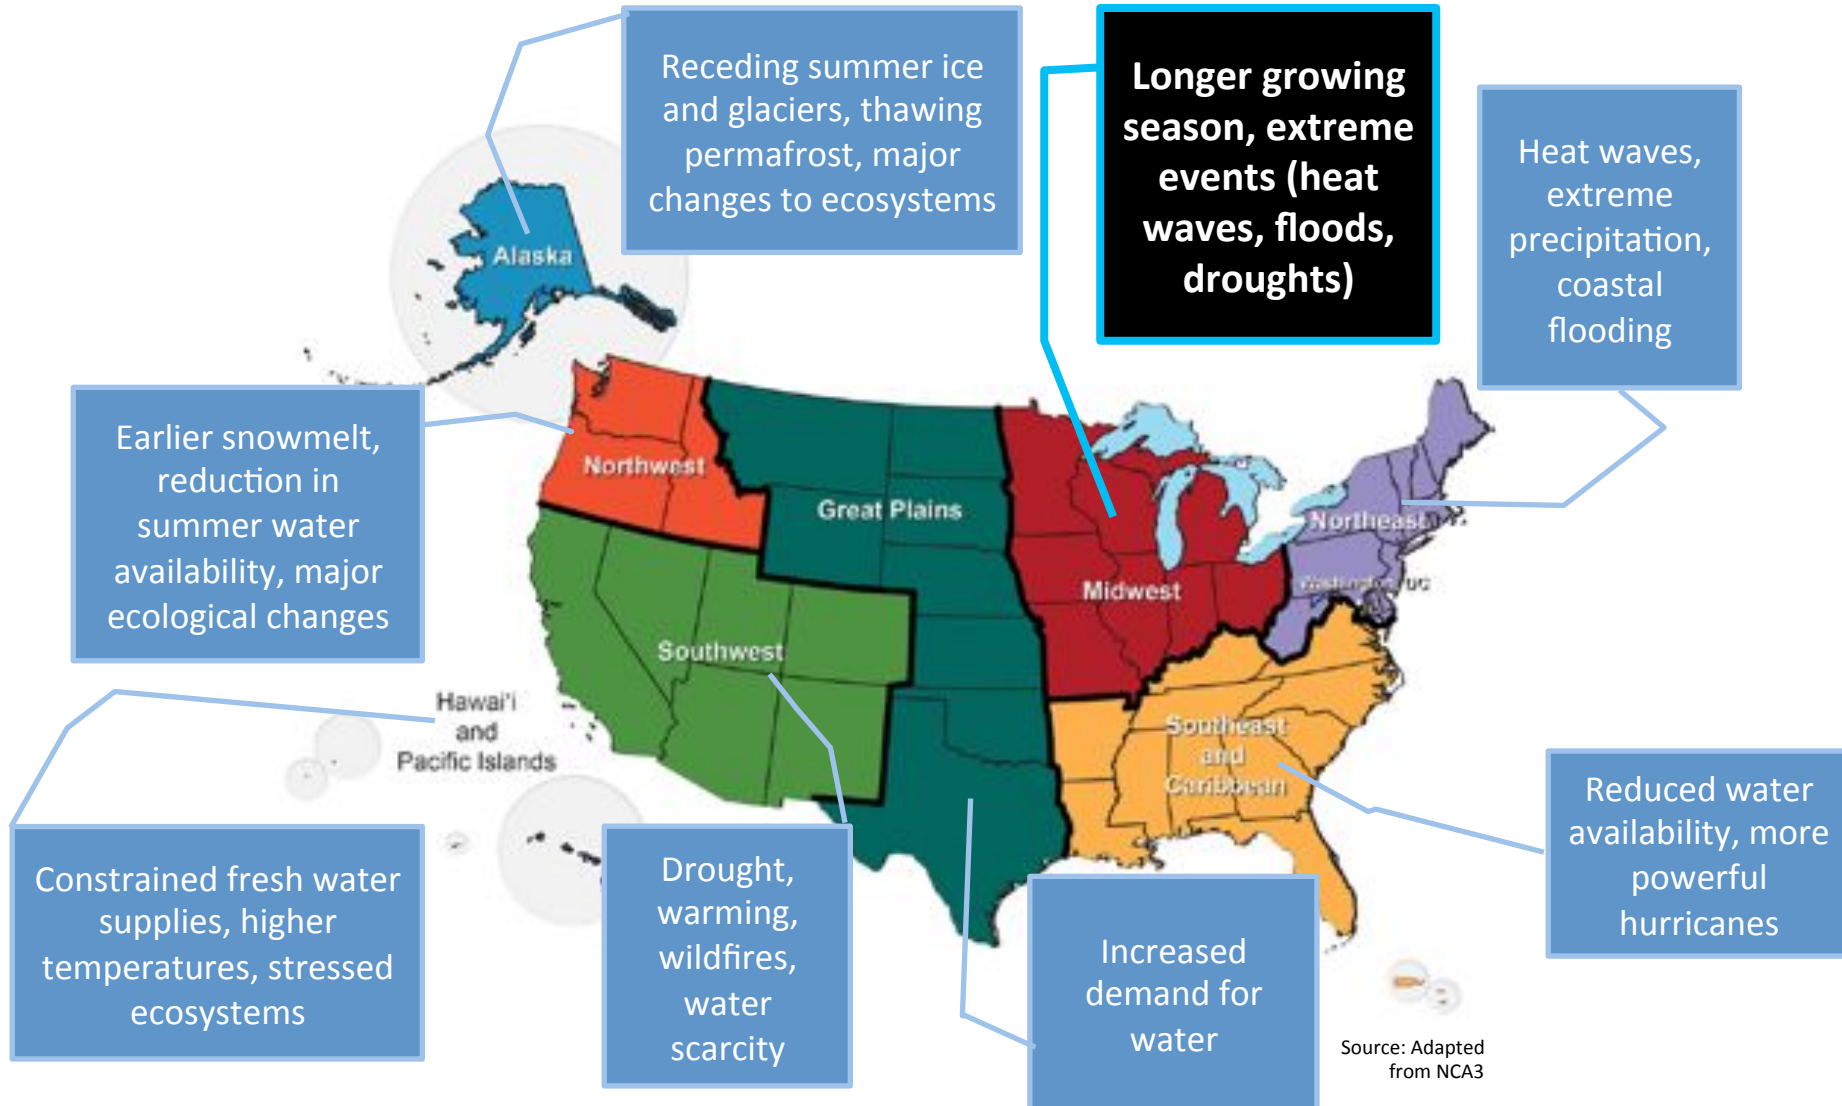 Receding summer ice
and glaciers, thawing
permafrost, major
changes to ecosystems
Longer growing
season, extreme
events (heat
waves, floods,
droughts)
Heat waves,
extreme
precipitation,
coastal
flooding
Alaska
Earlier snowmelt,
reduction in
summer water
availability, major
ecological changes
Northwest
Great Plains
Midwest
Northeast
Washington, DC
Southwest
Hawai'i
and
Pacific Islands
Southeast
and
Caribbean
Constrained fresh water
supplies, higher
temperatures, stressed
ecosystems
Drought,
warming,
wildfires,
water
scarcity
Increased
demand for
water
Reduced water
availability, more
powerful
hurricanes
Source: Adapted
from NCA3